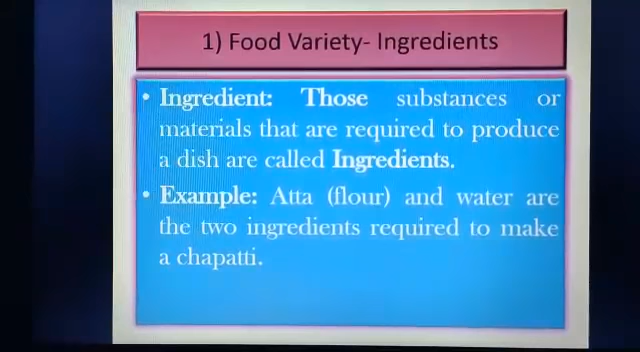 1) Food Variety- Ingredients
• Ingredient: Those substances or
materials that are required to produce
a dish are called Ingredients.
• Example: Atta (flour) and water are
the two ingredients required to make
a chapatti.